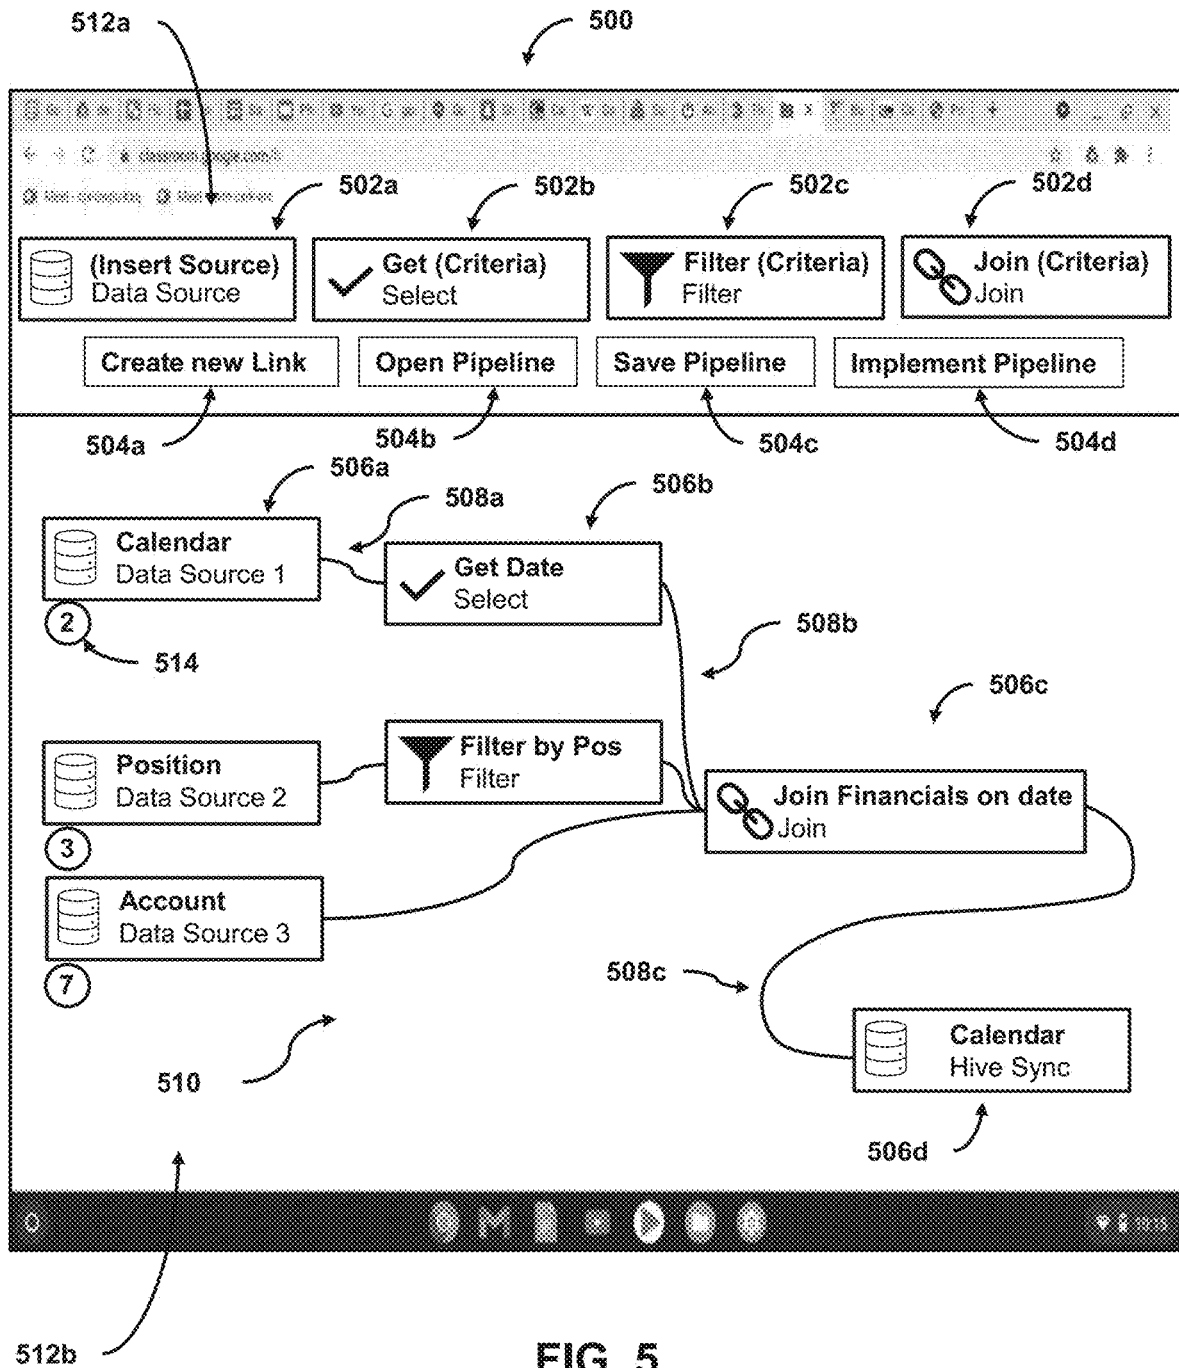 512a
500
classroom.google.com/
502a
502b
502c
502d
(Insert Source)
Data Source
Get (Criteria)
Select
Filter (Criteria)
Filter
Join (Criteria)
Join
Create new Link
Open Pipeline
Save Pipeline
Implement Pipeline
504a
504b
504c
504d
506a
508a
506b
Calendar
Data Source 1
Get Date
Select
2
514
508b
506c
Position
Data Source 2
Filter by Pos
Filter
Join Financials on date
Join
3
Account
Data Source 3
7
508c
510
Calendar
Hive Sync
506d
512b
FIG. 5